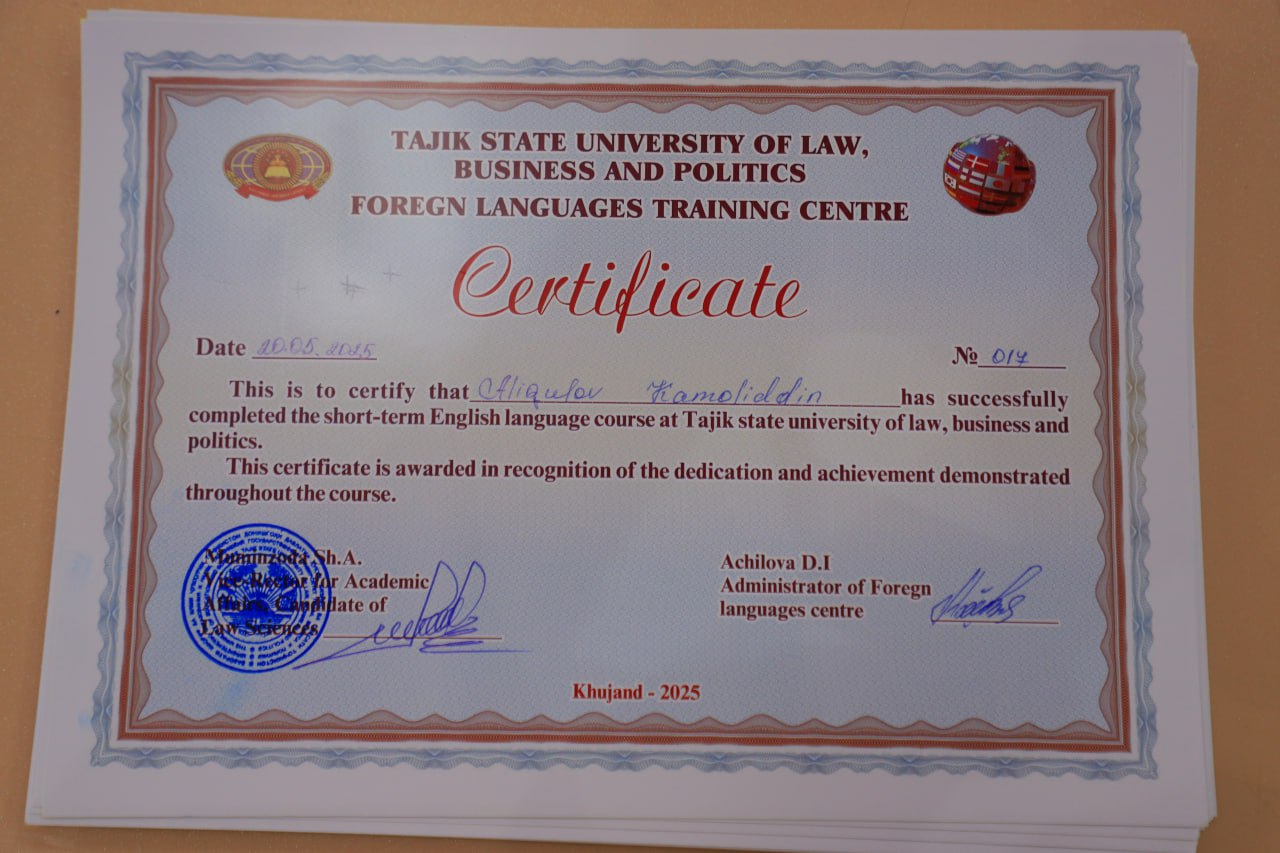 TAJIK STATE UNIVERSITY OF LAW,
BUSINESS AND POLITICS
FOREGN LANGUAGES TRAINING CENTRE
Certificate
Date 20.05.2025
№ 017
This is to certify that Aliqulov Kamoliddin has successfully
completed the short-term English language course at Tajik state university of law, business and
politics.
This certificate is awarded in recognition of the dedication and achievement demonstrated
throughout the course.
Muminzoda Sh.A.
Vice-Rector for Academic
Affairs, Candidate of
Law Sciences
Achilova D.I
Administrator of Foregn
languages centre
Khujand - 2025